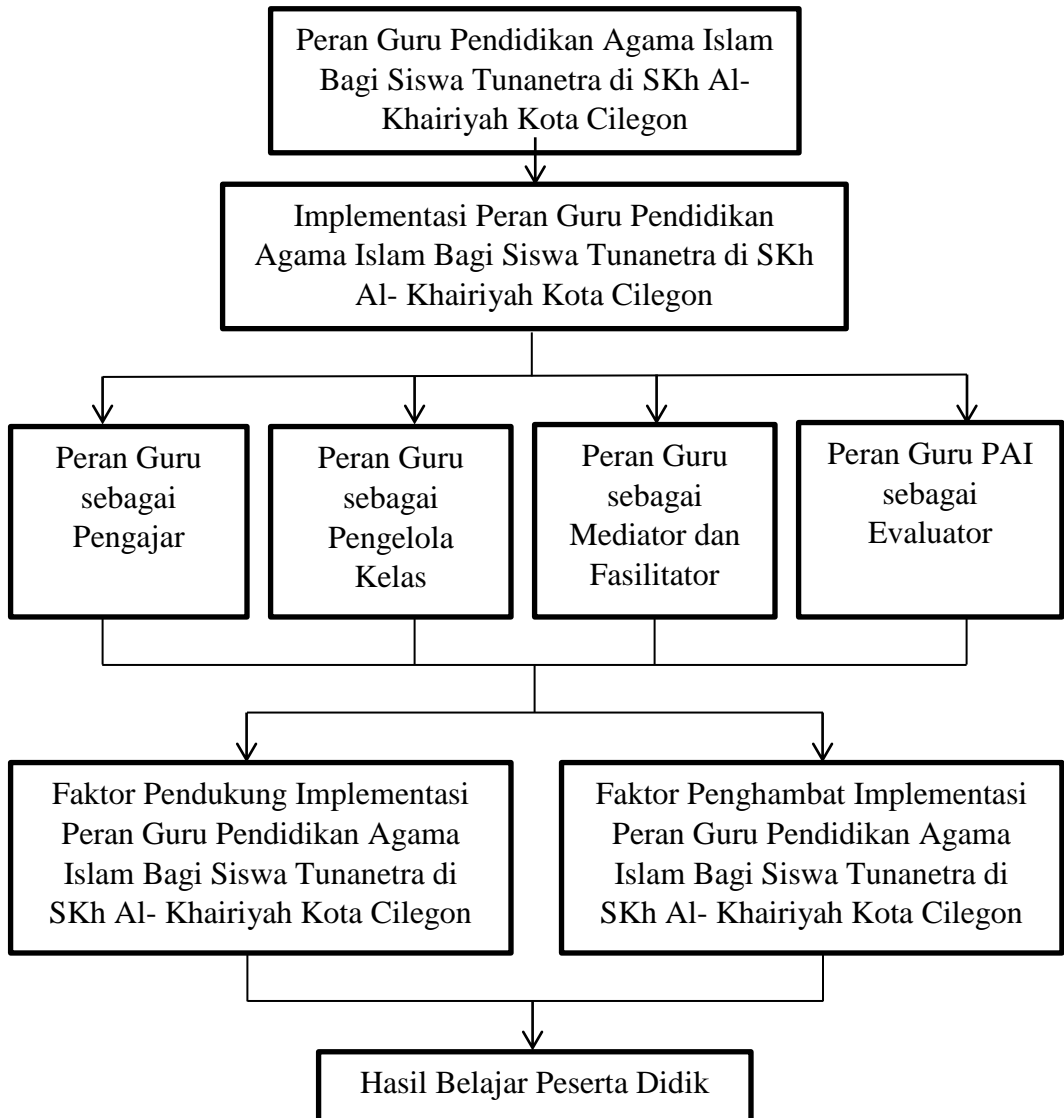 Peran Guru Pendidikan Agama Islam
Bagi Siswa Tunanetra di SKh Al-
Khairiyah Kota Cilegon
Implementasi Peran Guru Pendidikan
Agama Islam Bagi Siswa Tunanetra di SKh
Al- Khairiyah Kota Cilegon
Peran Guru
sebagai
Pengajar
Peran Guru
sebagai
Pengelola
Kelas
Peran Guru
sebagai
Mediator dan
Fasilitator
Peran Guru PAI
sebagai
Evaluator
Faktor Pendukung Implementasi
Peran Guru Pendidikan Agama
Islam Bagi Siswa Tunanetra di
SKh Al- Khairiyah Kota Cilegon
Faktor Penghambat Implementasi
Peran Guru Pendidikan Agama
Islam Bagi Siswa Tunanetra di
SKh Al- Khairiyah Kota Cilegon
Hasil Belajar Peserta Didik